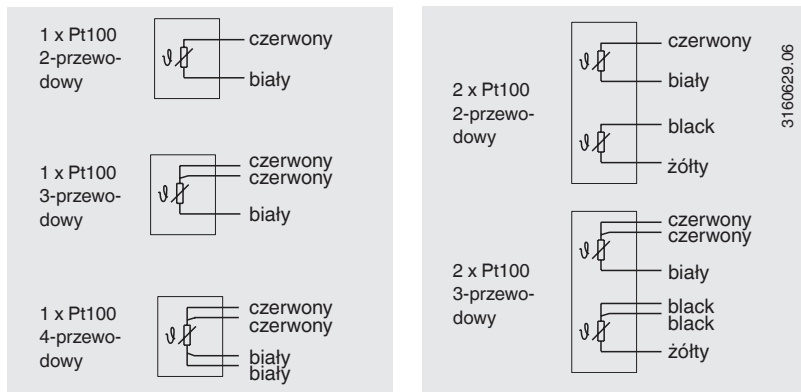 1 x Pt100
2-przewo-
dowy
czerwony
biały
1 x Pt100
3-przewo-
dowy
czerwony
czerwony
biały
1 x Pt100
4-przewo-
dowy
czerwony
czerwony
biały
biały
2 x Pt100
2-przewo-
dowy
czerwony
biały
black
żółty
2 x Pt100
3-przewo-
dowy
czerwony
czerwony
biały
black
black
żółty
3160629.06
ϑ
ϑ
ϑ
ϑ
ϑ
ϑ
ϑ